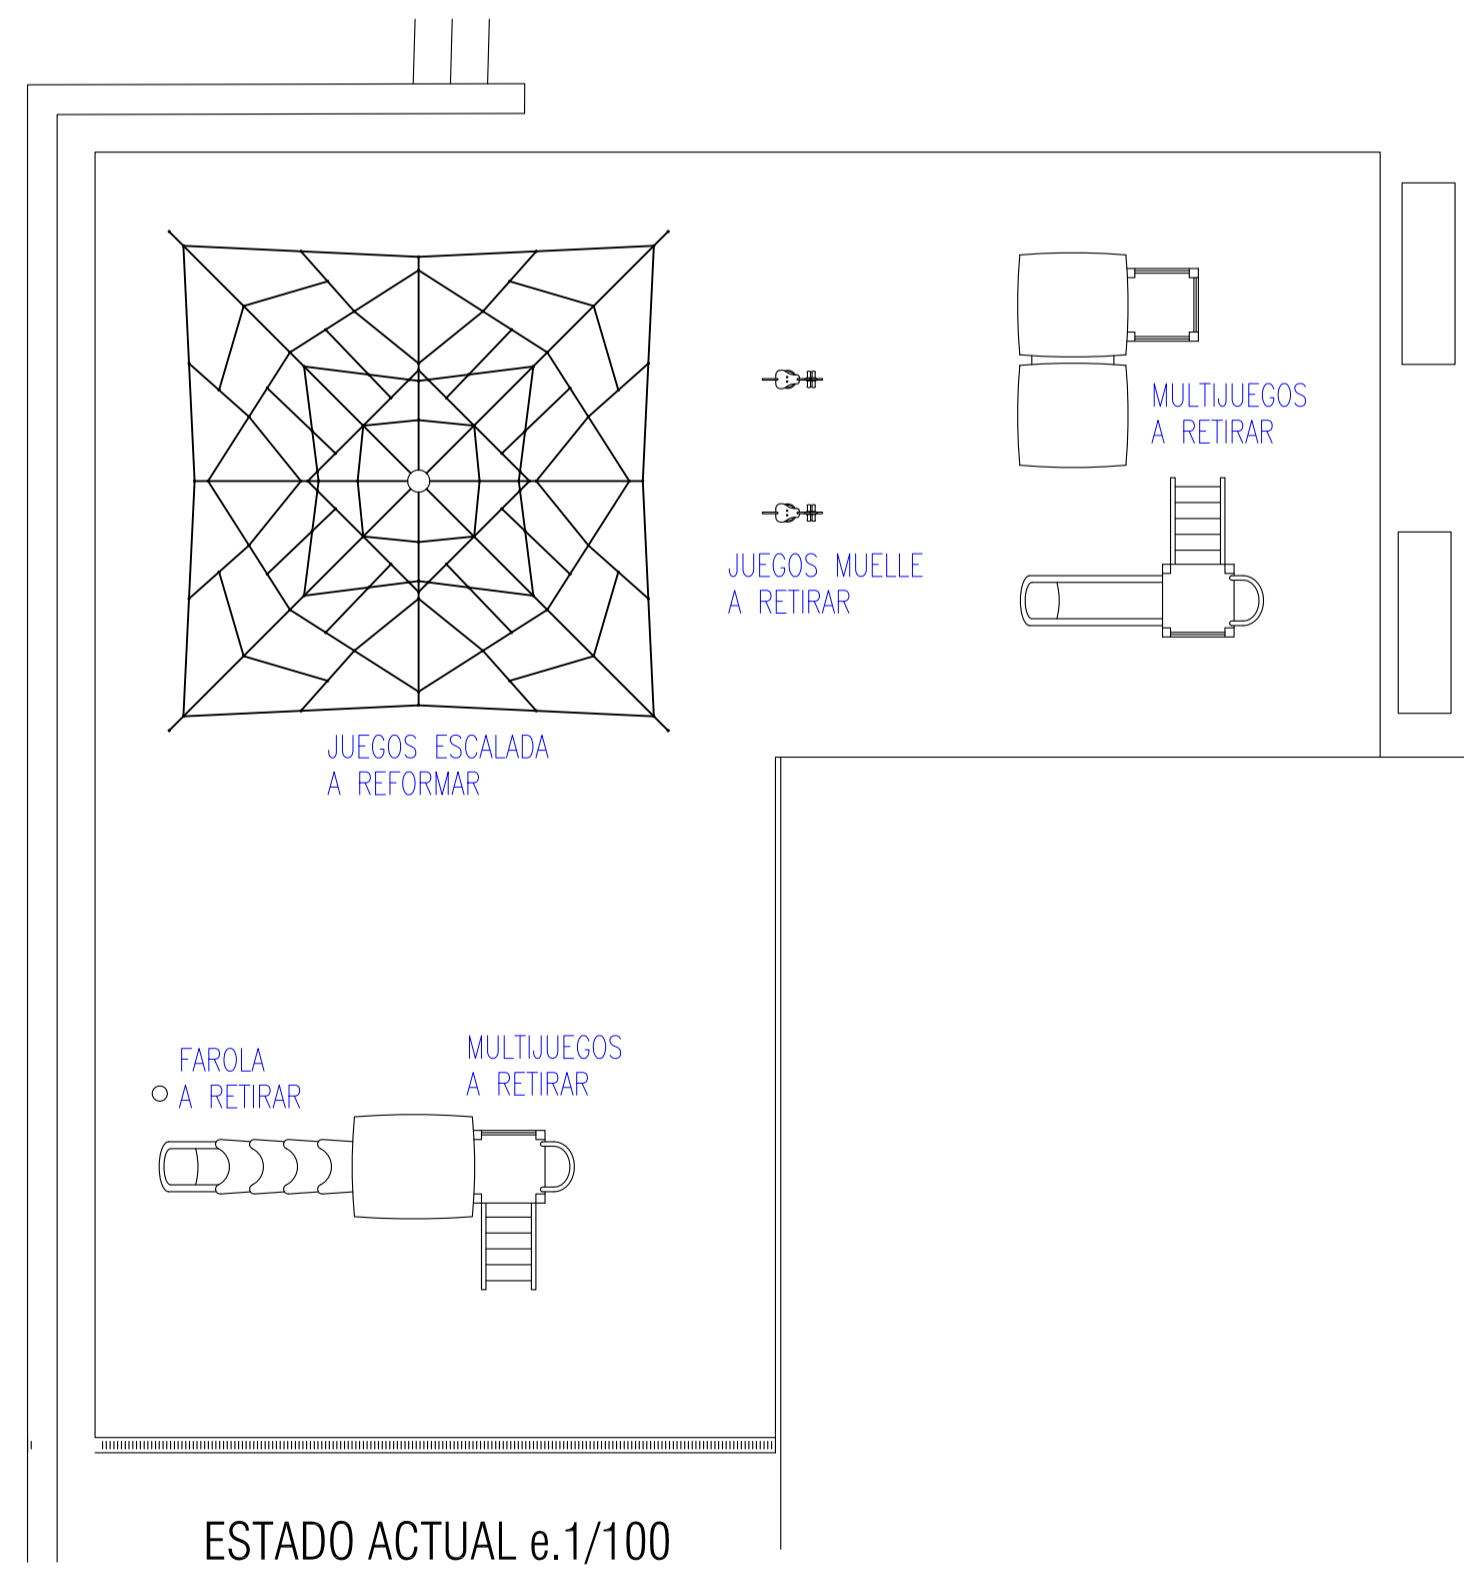 MULTIJUEGOS
A RETIRAR
JUEGOS MUELLE
A RETIRAR
JUEGOS ESCALADA
A REFORMAR
FAROLA
A RETIRAR
MULTIJUEGOS
A RETIRAR
ESTADO ACTUAL e.1/100